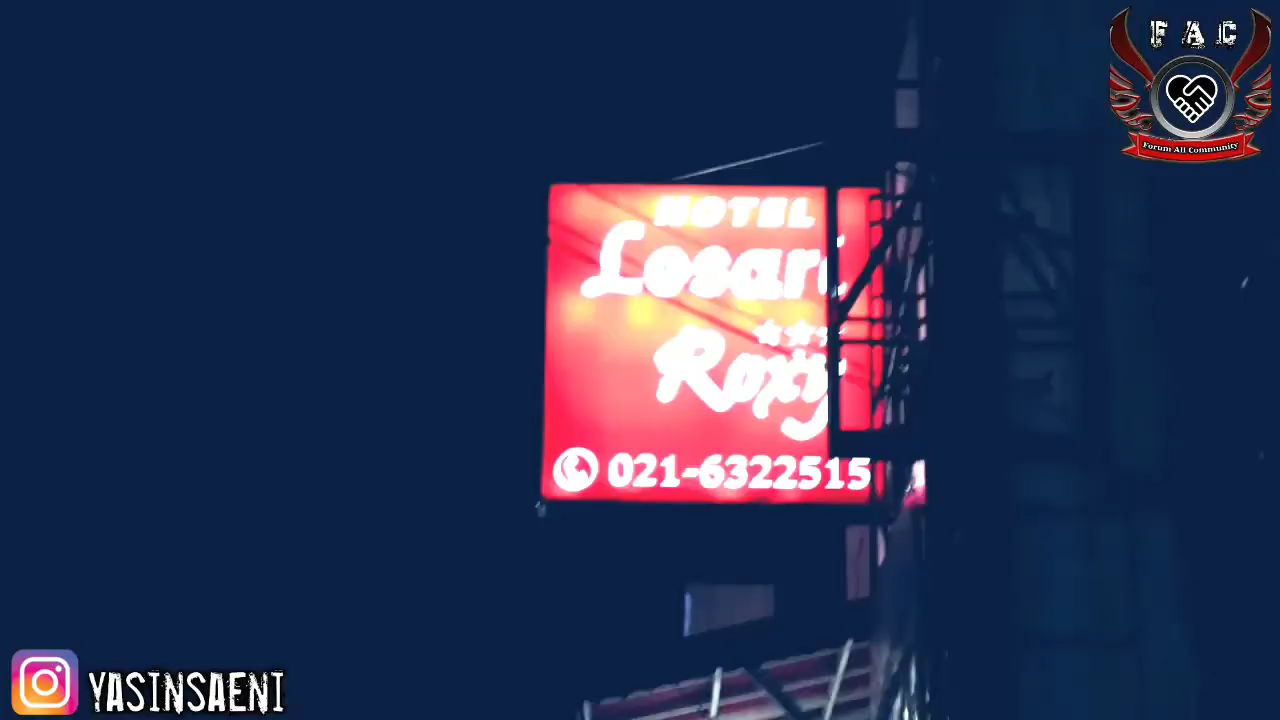 F A C
Forum All Community
HOTEL
Losari
Roxy
021-6322515
YASINSAENI